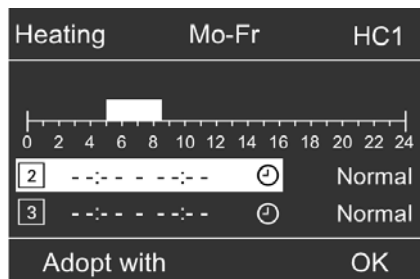 Heating Mo-Fr HC1
0 2 4 6 8 10 12 14 16 18 20 22 24
2 --:-- --:-- Normal
3 --:-- --:-- Normal
Adopt with OK